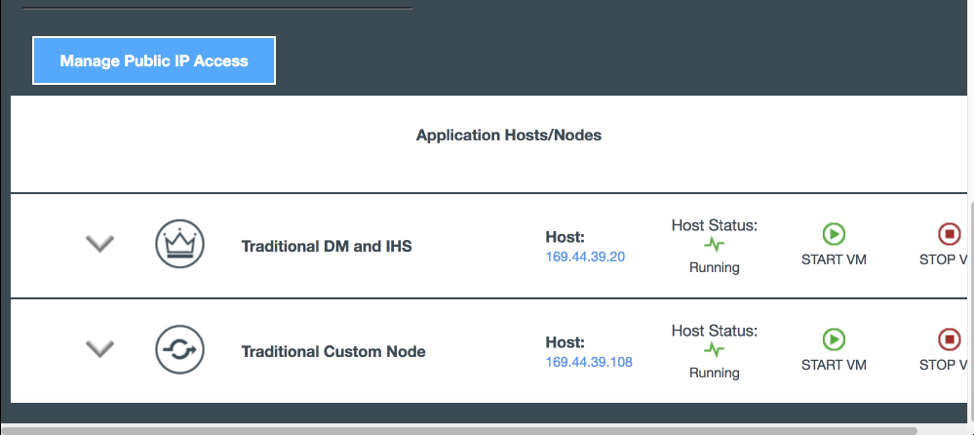 Manage Public IP Access
Application Hosts/Nodes
Traditional DM and IHS
Host:
169.44.39.20
Host Status:
Running
START VM
STOP V
Traditional Custom Node
Host:
169.44.39.108
Host Status:
Running
START VM
STOP V